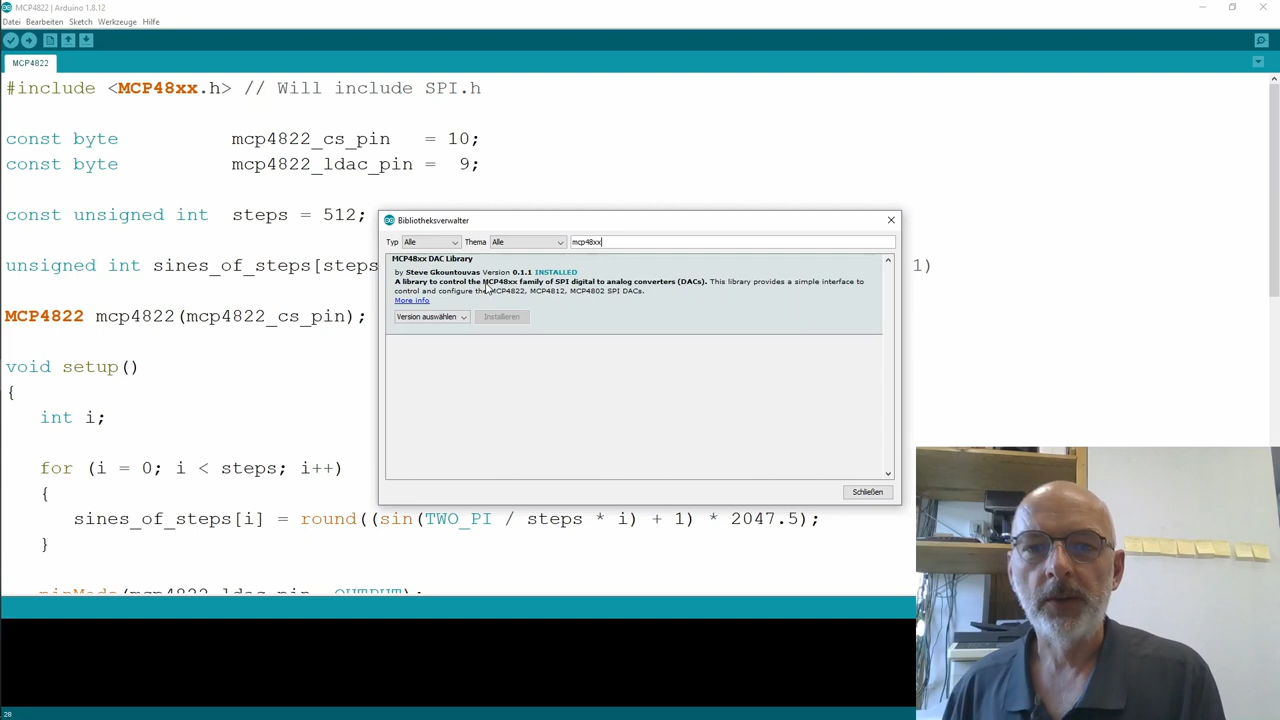 MCP4822 | Arduino 1.8.12
Datei Bearbeiten Sketch Werkzeuge Hilfe
MCP4822
#include <MCP48xx.h> // Will include SPI.h
const byte mcp4822_cs_pin = 10;
const byte mcp4822_ldac_pin = 9;
const unsigned int steps = 512;
unsigned int sines_of_steps[steps 1)
MCP4822 mcp4822(mcp4822_cs_pin);
void setup()
{
int i;
for (i = 0; i < steps; i++)
{
sines_of_steps[i] = round((sin(TWO_PI / steps * i) + 1) * 2047.5);
}
pinMode(mcp4822_ldac_pin, OUTPUT);
Bibliotheksverwalter
Typ Alle Thema Alle mcp48xx
MCP48xx DAC Library
by Steve Gkountouvas Version 0.1.1 INSTALLED
A library to control the MCP48xx family of SPI digital to analog converters (DACs). This library provides a simple interface to
control and configure the MCP4822, MCP4812, MCP4802 SPI DACs.
More info
Version auswählen Installieren
Schließen
28